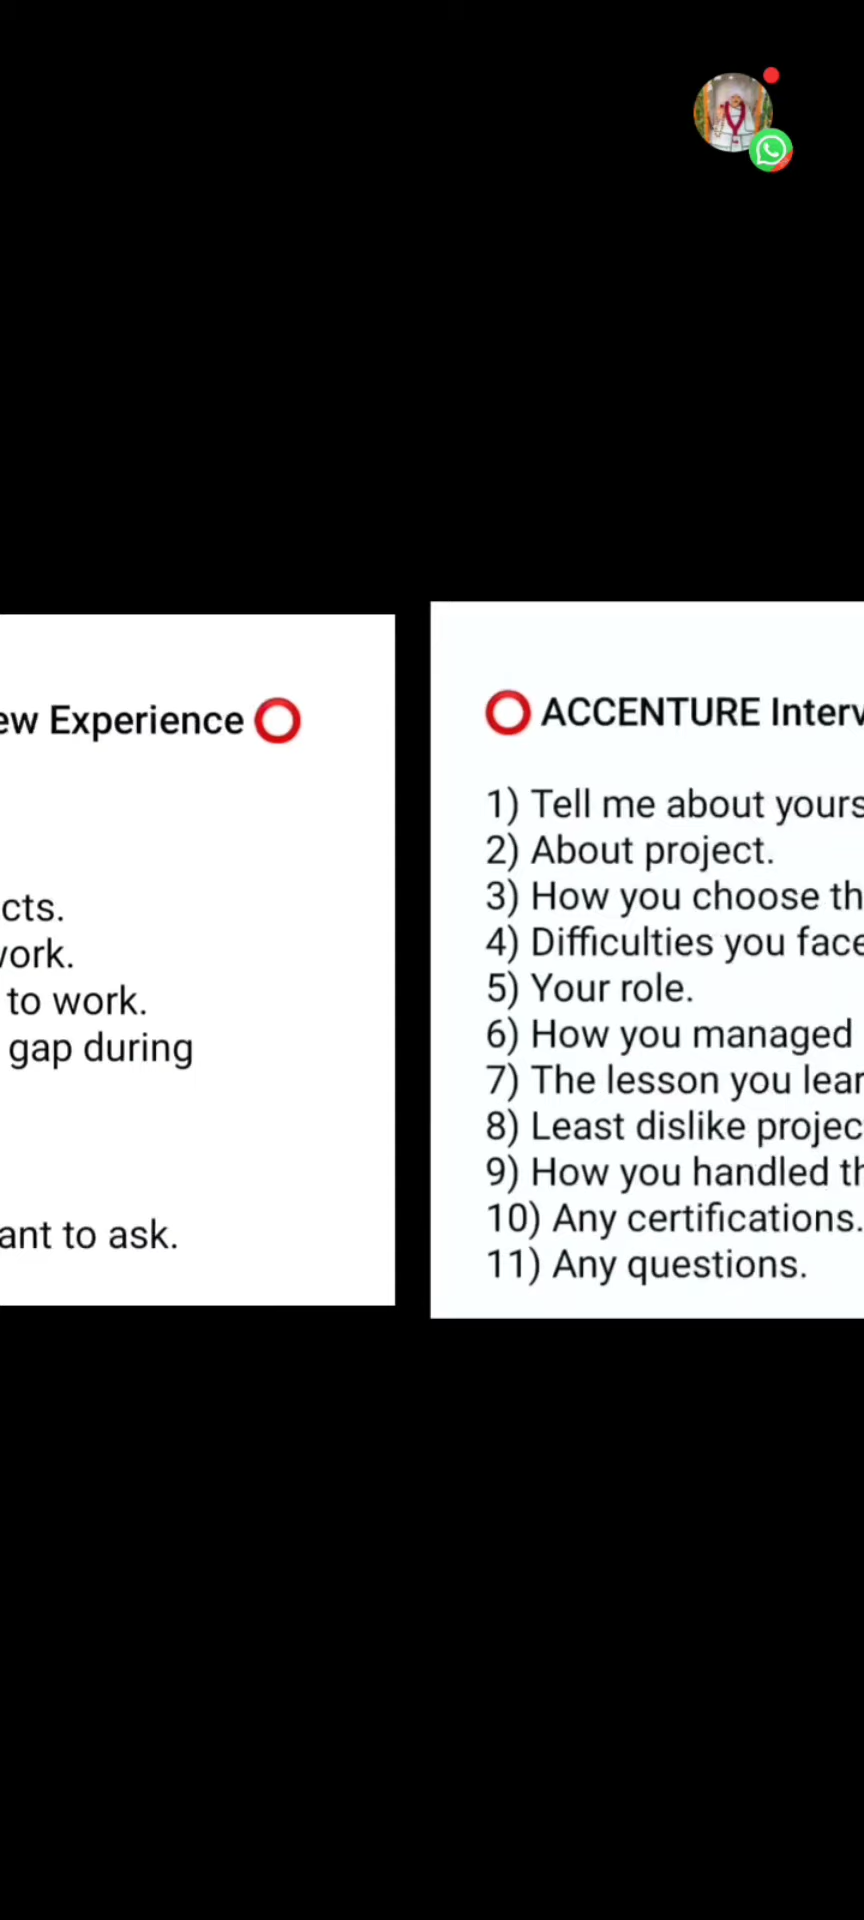 ew Experience
cts.
work.
to work.
gap during
ant to ask.
ACCENTURE Interv
1) Tell me about yours
2) About project.
3) How you choose th
4) Difficulties you face
5) Your role.
6) How you managed
7) The lesson you lear
8) Least dislike projec
9) How you handled th
10) Any certifications.
11) Any questions.